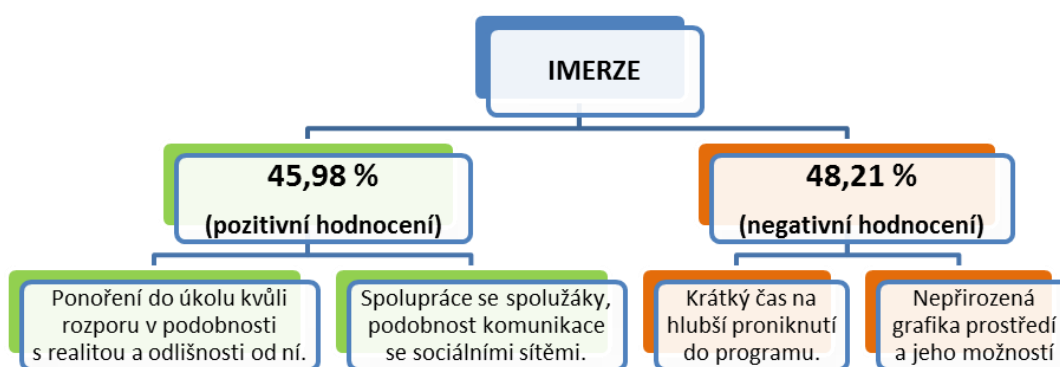 IMERZE
45,98 %
(pozitivní hodnocení)
48,21 %
(negativní hodnocení)
Ponoření do úkolu kvůli
rozporu v podobnosti
s realitou a odlišnosti od ní.
Spolupráce se spolužáky,
podobnost komunikace
se sociálními sítěmi.
Krátký čas na
hlubší proniknutí
do programu.
Nepřirozená
grafika prostředí
a jeho možností